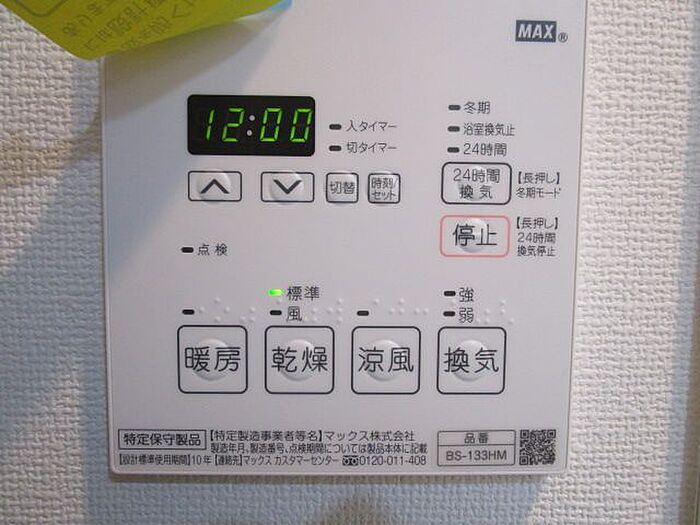 MAX®
12:00
入タイマー
切タイマー
冬期
浴室換気止
24時間
切替
時刻/
セット
24時間
換気
【長押し】
冬期モード
停止
【長押し】
24時間
換気停止
点検
標準
風
強
弱
暖房
乾燥
涼風
換気
特定保守製品 【特定製造事業者等名】マックス株式会社
製造年月、製造番号、点検期間については製品本体に記載
【設計標準使用期間】10年【連絡先】マックス カスタマーセンター 0120-011-408
品番
BS-133HM